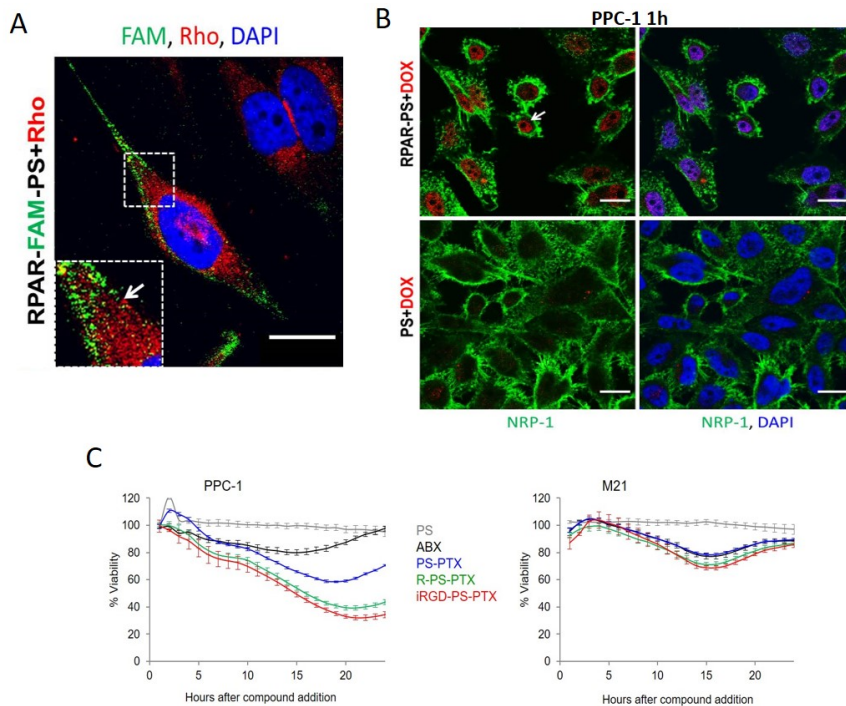 A
FAM, Rho, DAPI
RPAR-FAM-PS+Rho
B
PPC-1 1h
RPAR-PS+DOX
PS+DOX
NRP-1
NRP-1, DAPI
C
PPC-1
120
100
80
60
40
20
0
% Viability
0 5 10 15 20
Hours after compound addition
PS
ABX
PS-PTX
R-PS-PTX
iRGD-PS-PTX
M21
120
100
80
60
40
20
0
% Viability
0 5 10 15 20
Hours after compound addition